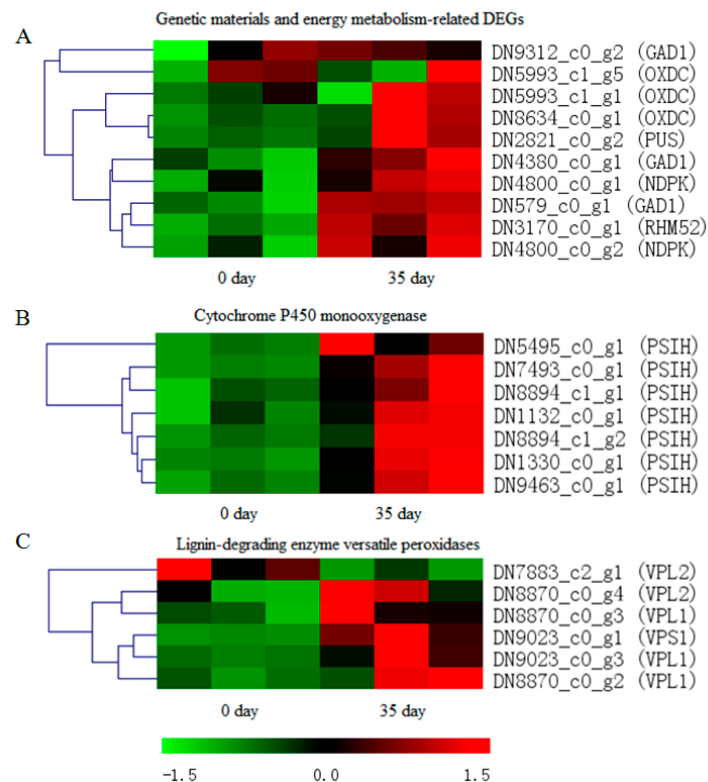 Genetic materials and energy metabolism-related DEGs
A
DN9312_c0_g2 (GAD1)
DN5993_c1_g5 (OXDC)
DN5993_c1_g1 (OXDC)
DN8634_c0_g1 (OXDC)
DN2821_c0_g2 (PUS)
DN4380_c0_g1 (GAD1)
DN4800_c0_g1 (NDPK)
DN579_c0_g1 (GAD1)
DN3170_c0_g1 (RHM52)
DN4800_c0_g2 (NDPK)
0 day 35 day
B
Cytochrome P450 monooxygenase
DN5495_c0_g1 (PSIH)
DN7493_c0_g1 (PSIH)
DN8894_c1_g1 (PSIH)
DN1132_c0_g1 (PSIH)
DN8894_c1_g2 (PSIH)
DN1330_c0_g1 (PSIH)
DN9463_c0_g1 (PSIH)
0 day 35 day
C
Lignin-degrading enzyme versatile peroxidases
DN7883_c2_g1 (VPL2)
DN8870_c0_g4 (VPL2)
DN8870_c0_g3 (VPL1)
DN9023_c0_g1 (VPS1)
DN9023_c0_g3 (VPL1)
DN8870_c0_g2 (VPL1)
0 day 35 day
-1.5 0.0 1.5